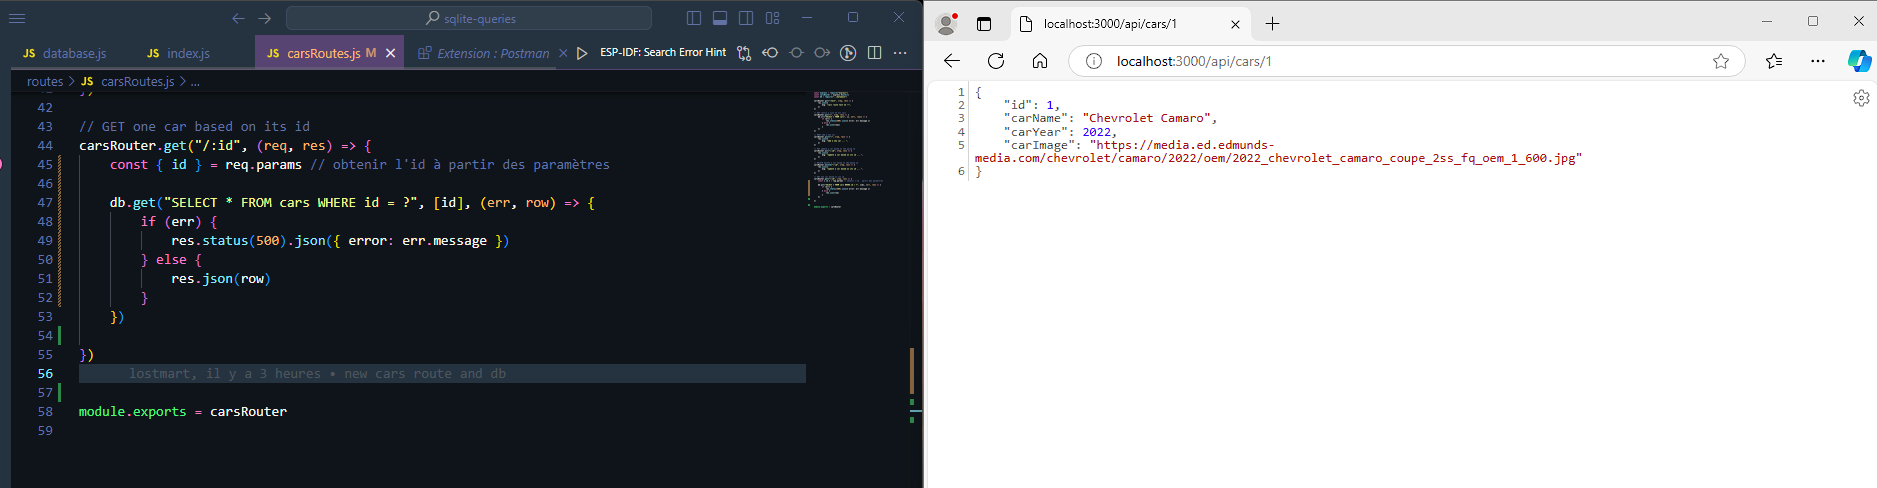 sqlite-queries
JS database.js
JS index.js
JS carsRoutes.js M
Extension : Postman
ESP-IDF: Search Error Hint
routes > JS carsRoutes.js > ...
42
43 // GET one car based on its id
44 carsRouter.get("/:id", (req, res) => {
45 const { id } = req.params // obtenir l'id à partir des paramètres
46
47 db.get("SELECT * FROM cars WHERE id = ?", [id], (err, row) => {
48 if (err) {
49 res.status(500).json({ error: err.message })
50 } else {
51 res.json(row)
52 }
53 })
54
55 })
56 lostmart, il y a 3 heures • new cars route and db
57
58 module.exports = carsRouter
59
localhost:3000/api/cars/1
localhost:3000/api/cars/1
1 {
2 "id": 1,
3 "carName": "Chevrolet Camaro",
4 "carYear": 2022,
5 "carImage": "https://media.ed.edmunds-
media.com/chevrolet/camaro/2022/oem/2022_chevrolet_camaro_coupe_2ss_fq_oem_1_600.jpg"
6 }